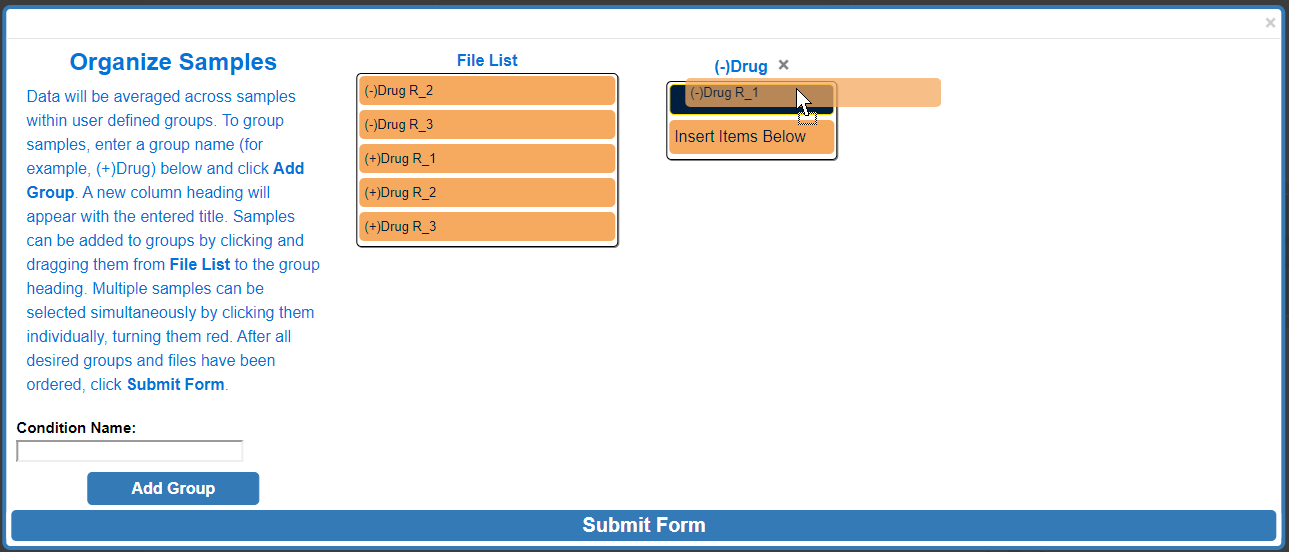 ×
Organize Samples
Data will be averaged across samples
within user defined groups. To group
samples, enter a group name (for
example, (+)Drug) below and click Add
Group. A new column heading will
appear with the entered title. Samples
can be added to groups by clicking and
dragging them from File List to the group
heading. Multiple samples can be
selected simultaneously by clicking them
individually, turning them red. After all
desired groups and files have been
ordered, click Submit Form.
Condition Name:
Add Group
File List
(-)Drug R_2
(-)Drug R_3
(+)Drug R_1
(+)Drug R_2
(+)Drug R_3
(-)Drug ×
(-)Drug R_1
Insert Items Below
Submit Form